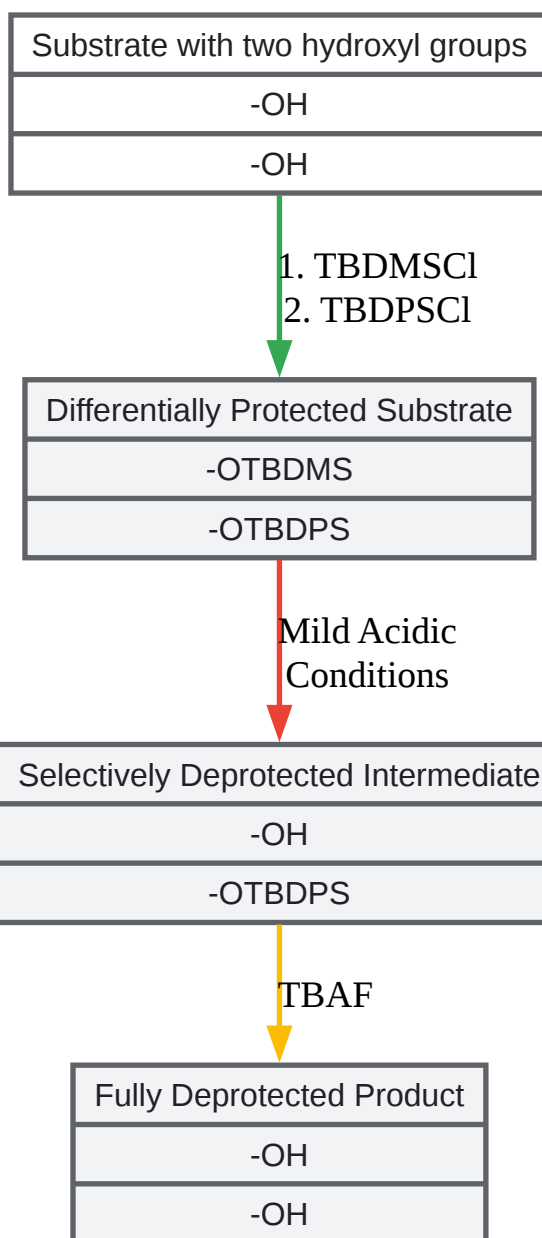 Substrate with two hydroxyl groups
-OH
-OH
1. TBDMSCl
2. TBDPSCl
Differentially Protected Substrate
-OTBDMS
-OTBDPS
Mild Acidic
Conditions
Selectively Deprotected Intermediate
-OH
-OTBDPS
TBAF
Fully Deprotected Product
-OH
-OH